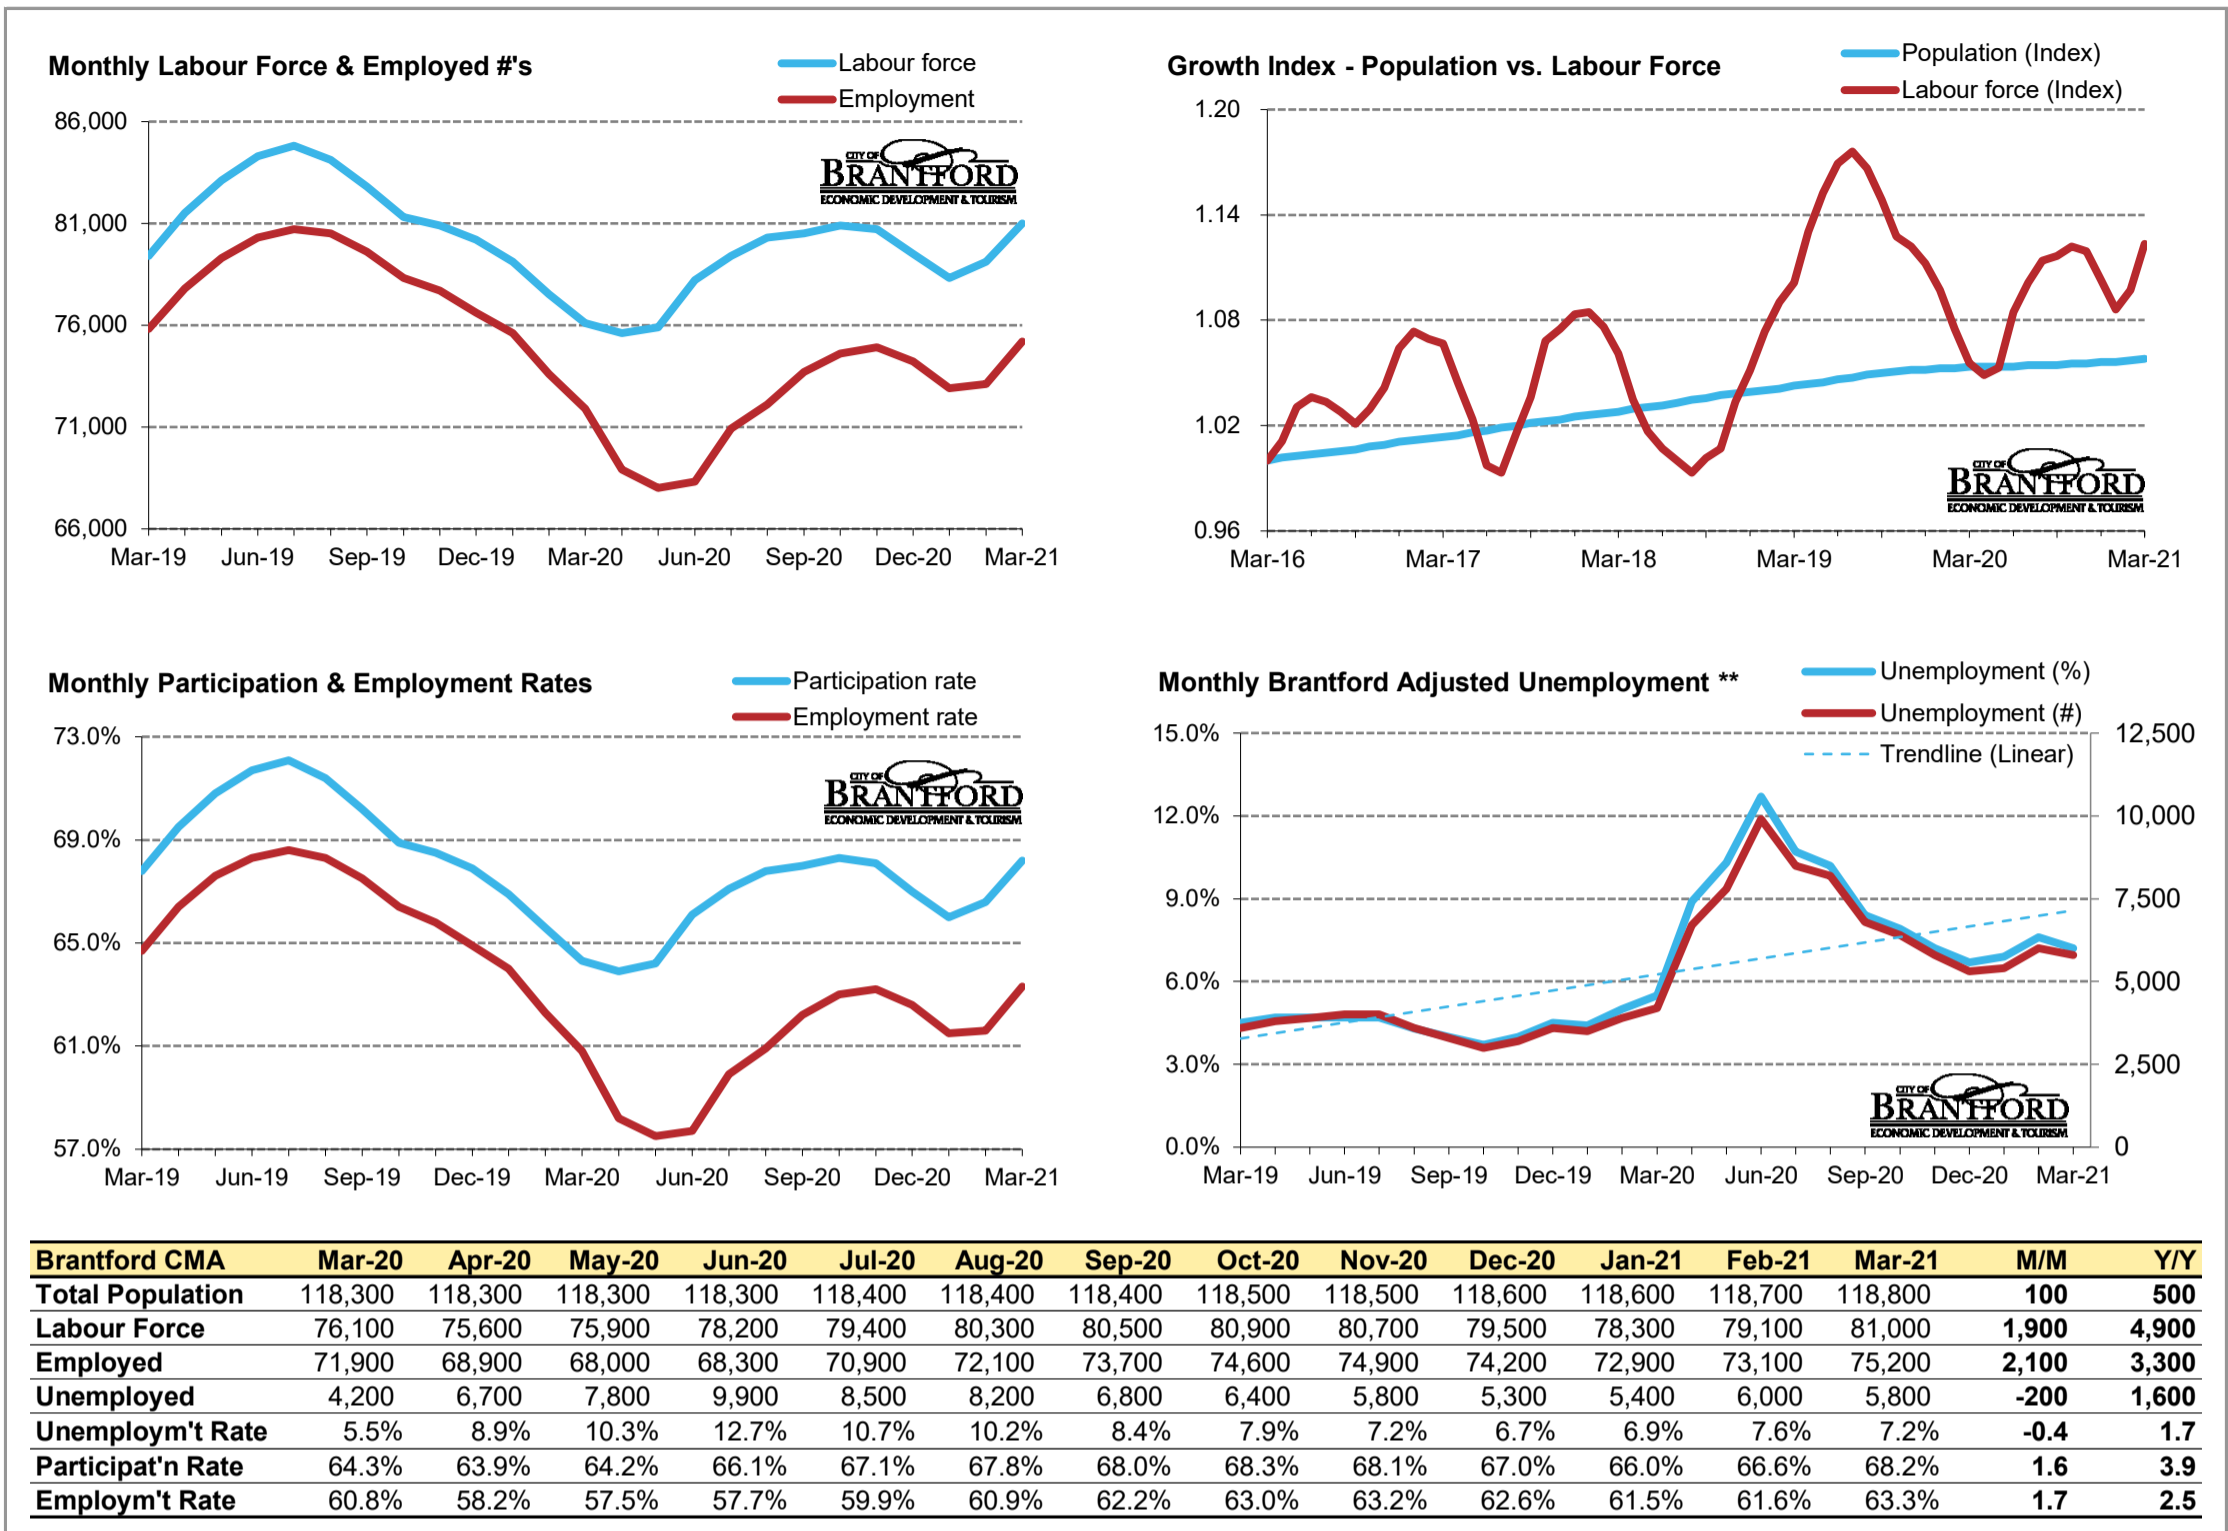 Monthly Labour Force & Employed #'s
Labour force
Employment
86,000
81,000
76,000
71,000
66,000
CITY OF
BRANTFORD
ECONOMIC DEVELOPMENT & TOURISM
Mar-19 Jun-19 Sep-19 Dec-19 Mar-20 Jun-20 Sep-20 Dec-20 Mar-21
Growth Index - Population vs. Labour Force
Population (Index)
Labour force (Index)
1.20
1.14
1.08
1.02
0.96
CITY OF
BRANTFORD
ECONOMIC DEVELOPMENT & TOURISM
Mar-16 Mar-17 Mar-18 Mar-19 Mar-20 Mar-21
Monthly Participation & Employment Rates
Participation rate
Employment rate
73.0%
69.0%
65.0%
61.0%
57.0%
CITY OF
BRANTFORD
ECONOMIC DEVELOPMENT & TOURISM
Mar-19 Jun-19 Sep-19 Dec-19 Mar-20 Jun-20 Sep-20 Dec-20 Mar-21
Monthly Brantford Adjusted Unemployment **
Unemployment (%)
Unemployment (#)
Trendline (Linear)
15.0% 12,500
12.0% 10,000
9.0% 7,500
6.0% 5,000
3.0% 2,500
0.0% 0
CITY OF
BRANTFORD
ECONOMIC DEVELOPMENT & TOURISM
Mar-19 Jun-19 Sep-19 Dec-19 Mar-20 Jun-20 Sep-20 Dec-20 Mar-21
Brantford CMA Mar-20 Apr-20 May-20 Jun-20 Jul-20 Aug-20 Sep-20 Oct-20 Nov-20 Dec-20 Jan-21 Feb-21 Mar-21 M/M Y/Y
Total Population 118,300 118,300 118,300 118,300 118,400 118,400 118,400 118,500 118,500 118,600 118,600 118,700 118,800 100 500
Labour Force 76,100 75,600 75,900 78,200 79,400 80,300 80,500 80,900 80,700 79,500 78,300 79,100 81,000 1,900 4,900
Employed 71,900 68,900 68,000 68,300 70,900 72,100 73,700 74,600 74,900 74,200 72,900 73,100 75,200 2,100 3,300
Unemployed 4,200 6,700 7,800 9,900 8,500 8,200 6,800 6,400 5,800 5,300 5,400 6,000 5,800 -200 1,600
Unemploym't Rate 5.5% 8.9% 10.3% 12.7% 10.7% 10.2% 8.4% 7.9% 7.2% 6.7% 6.9% 7.6% 7.2% -0.4 1.7
Participat'n Rate 64.3% 63.9% 64.2% 66.1% 67.1% 67.8% 68.0% 68.3% 68.1% 67.0% 66.0% 66.6% 68.2% 1.6 3.9
Employm't Rate 60.8% 58.2% 57.5% 57.7% 59.9% 60.9% 62.2% 63.0% 63.2% 62.6% 61.5% 61.6% 63.3% 1.7 2.5